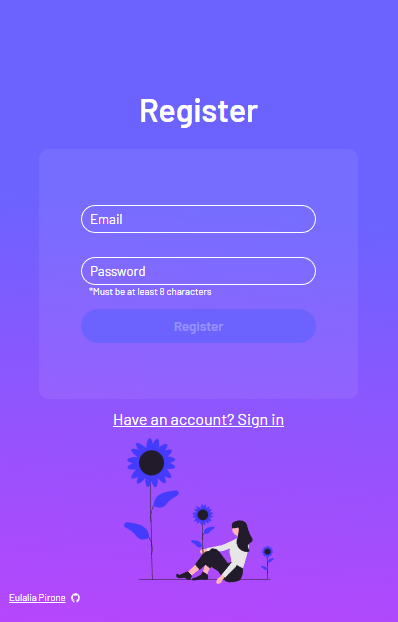 Register
Email
Password
*Must be at least 8 characters
Register
Have an account? Sign in
Eulalia Pirone